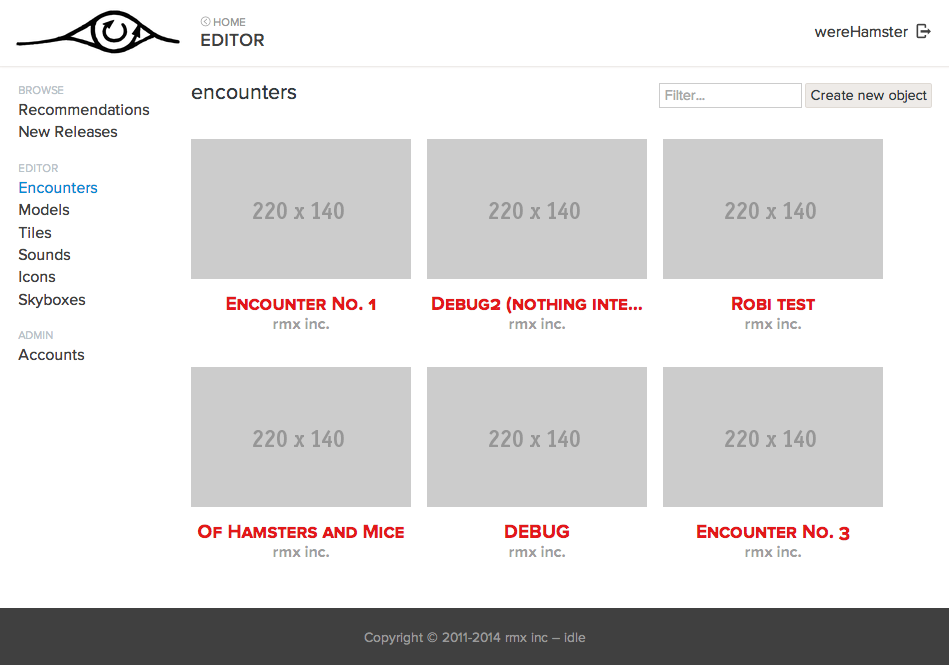 HOME
EDITOR
wereHamster
BROWSE
Recommendations
New Releases
EDITOR
Encounters
Models
Tiles
Sounds
Icons
Skyboxes
ADMIN
Accounts
encounters
Filter...
Create new object
220 x 140
220 x 140
220 x 140
Encounter No. 1
Debug2 (nothing inte...
Robi test
rmx inc.
rmx inc.
rmx inc.
220 x 140
220 x 140
220 x 140
Of Hamsters and Mice
DEBUG
Encounter No. 3
rmx inc.
rmx inc.
rmx inc.
Copyright © 2011-2014 rmx inc – idle